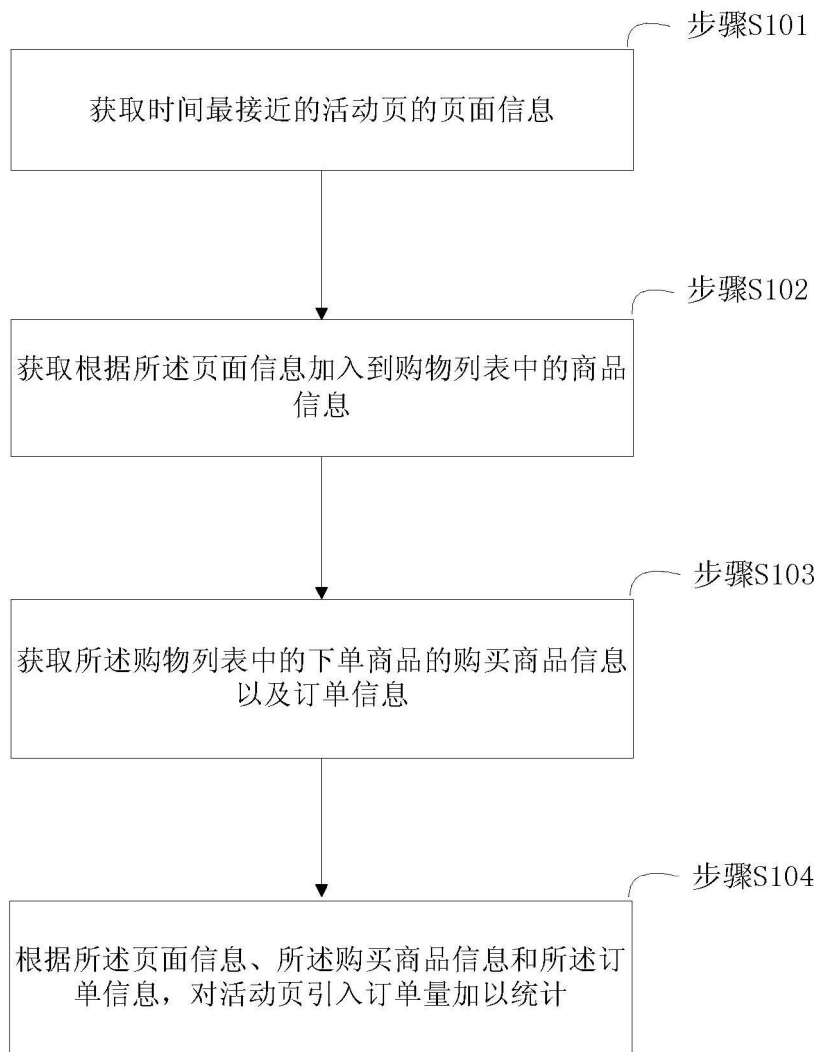 步骤S101
获取时间最接近的活动页的页面信息
步骤S102
获取根据所述页面信息加入到购物列表中的商品
信息
步骤S103
获取所述购物列表中的下单商品的购买商品信息
以及订单信息
步骤S104
根据所述页面信息、所述购买商品信息和所述订
单信息，对活动页引入订单量加以统计